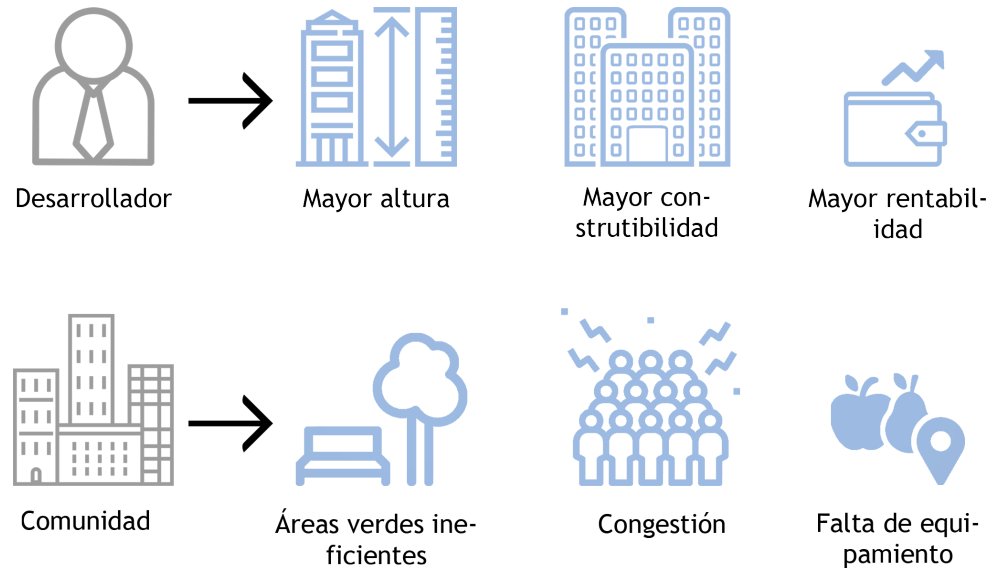 Desarrollador
Mayor altura
Mayor con-
strutibilidad
Mayor rentabil-
idad
Comunidad
Áreas verdes ine-
ficientes
Congestión
Falta de equi-
pamiento